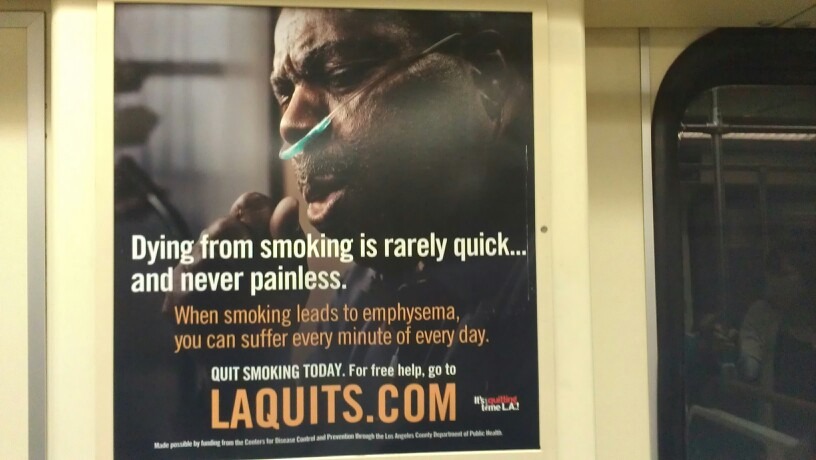 Dying from smoking is rarely quick...
and never painless.
When smoking leads to emphysema,
you can suffer every minute of every day.
QUIT SMOKING TODAY. For free help, go to
LAQUITS.COM
It's quitting
time L.A.!
Made possible by funding from the Centers for Disease Control and Prevention through the Los Angeles County Department of Public Health.